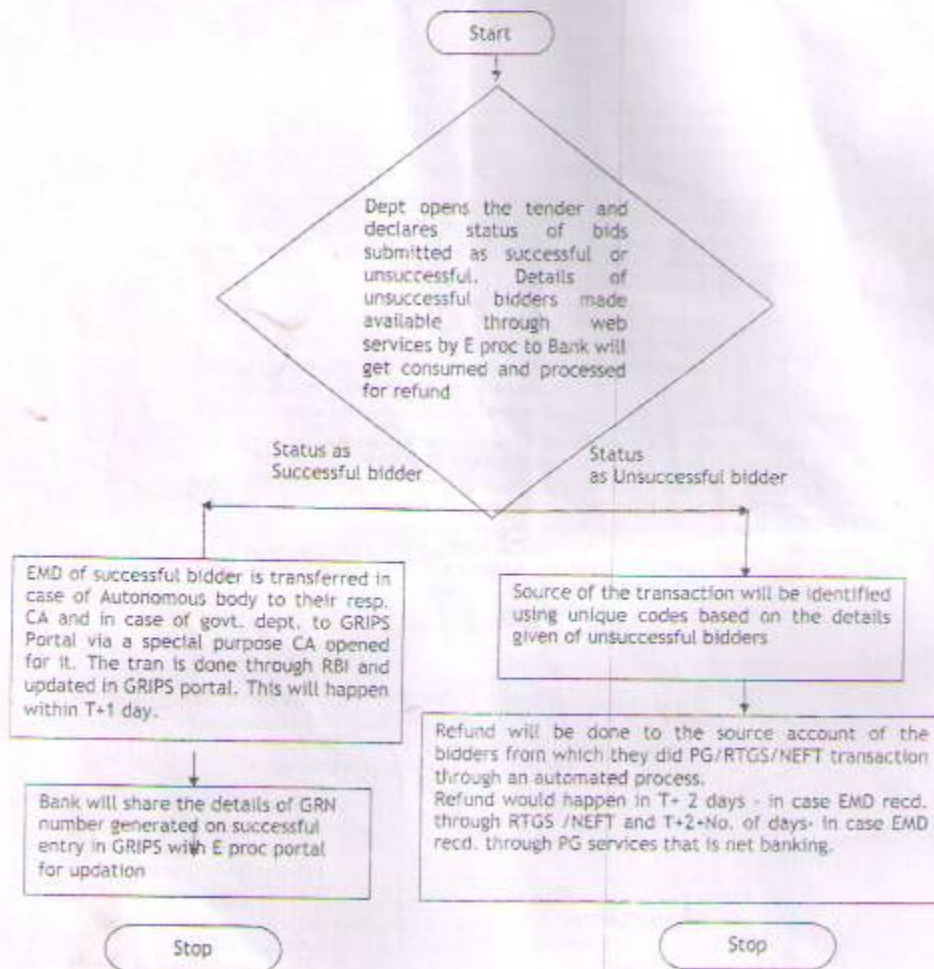 Start
Dept opens the tender and
declares status of bids
submitted as successful or
unsuccessful. Details of
unsuccessful bidders made
available through web
services by E proc to Bank will
get consumed and processed
for refund
Status as
Successful bidder
Status
as Unsuccessful bidder
EMD of successful bidder is transferred in
case of Autonomous body to their resp.
CA and in case of govt. dept. to GRIPS
Portal via a special purpose CA opened
for it. The tran is done through RBI and
updated in GRIPS portal. This will happen
within T+1 day.
Source of the transaction will be identified
using unique codes based on the details
given of unsuccessful bidders
Bank will share the details of GRN
number generated on successful
entry in GRIPS with E proc portal
for updation
Refund will be done to the source account of the
bidders from which they did PG/RTGS/NEFT transaction
through an automated process.
Refund would happen in T+ 2 days - in case EMD recd.
through RTGS /NEFT and T+2+No. of days- in case EMD
recd. through PG services that is net banking.
Stop
Stop